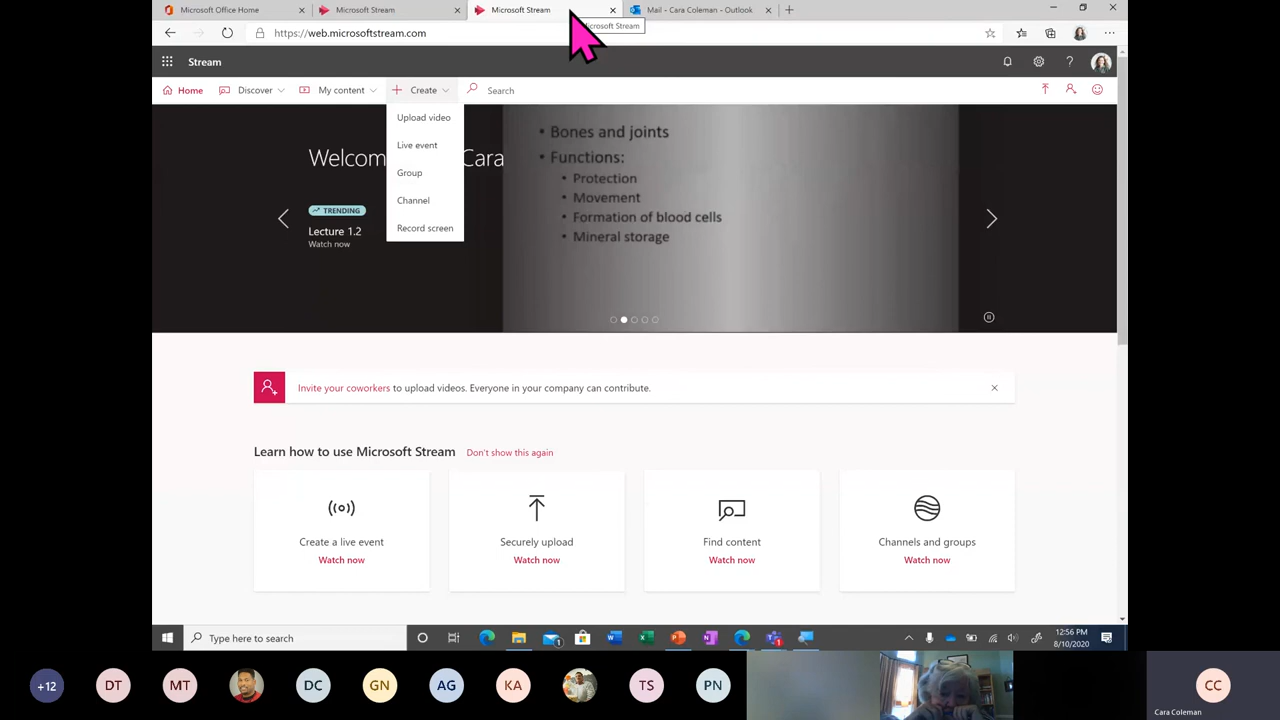 Microsoft Office Home
Microsoft Stream
Microsoft Stream
Mail - Cara Coleman - Outlook
https://web.microsoftstream.com
icrosoft Stream
Stream
Home
Discover
My content
Create
Search
Upload video
Live event
Group
Channel
Record screen
Welcom
Cara
TRENDING
Lecture 1.2
Watch now
• Bones and joints
• Functions:
• Protection
• Movement
• Formation of blood cells
• Mineral storage
Invite your coworkers to upload videos. Everyone in your company can contribute.
Learn how to use Microsoft Stream
Don't show this again
Create a live event
Watch now
Securely upload
Watch now
Find content
Watch now
Channels and groups
Watch now
Type here to search
1
1
12:56 PM
8/10/2020
+12
DT
MT
DC
GN
AG
KA
TS
PN
CC
Cara Coleman